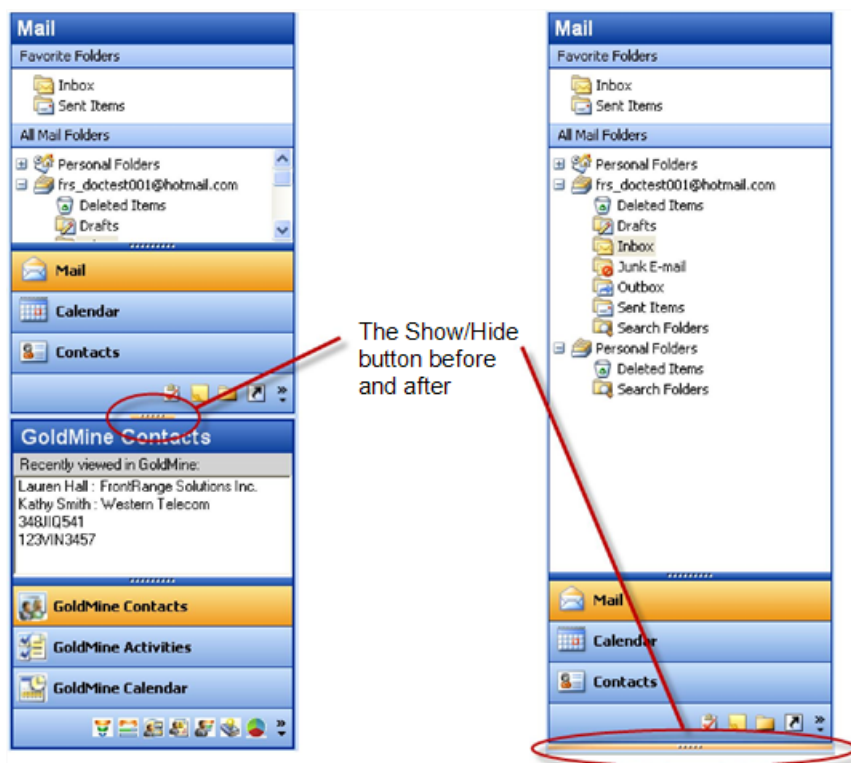 Mail
Favorite Folders
Inbox
Sent Items
All Mail Folders
Personal Folders
frs_doctest001@hotmail.com
Deleted Items
Drafts
Mail
Calendar
Contacts
GoldMine Contacts
Recently viewed in GoldMine:
Lauren Hall : FrontRange Solutions Inc.
Kathy Smith : Western Telecom
348JIQ541
123VIN3457
GoldMine Contacts
GoldMine Activities
GoldMine Calendar
The Show/Hide
button before
and after
Mail
Favorite Folders
Inbox
Sent Items
All Mail Folders
Personal Folders
frs_doctest001@hotmail.com
Deleted Items
Drafts
Inbox
Junk E-mail
Outbox
Sent Items
Search Folders
Personal Folders
Deleted Items
Search Folders
Mail
Calendar
Contacts